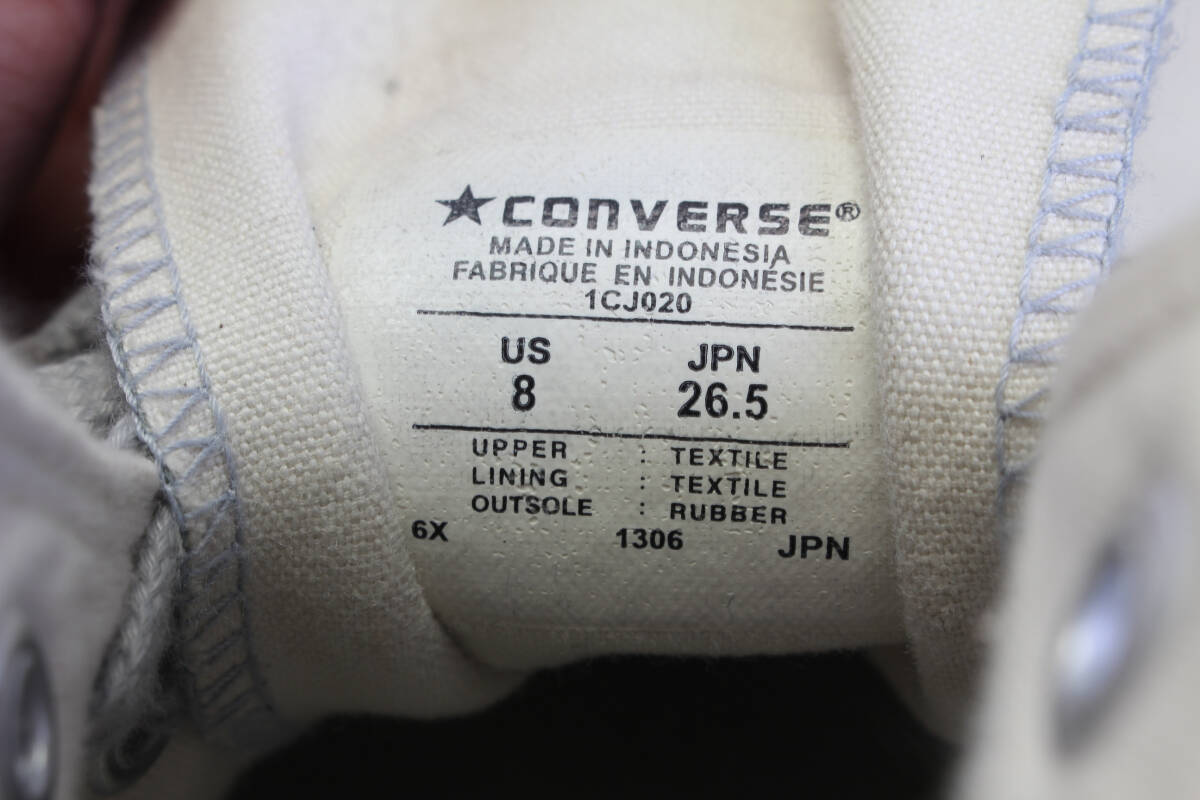 ★CONVERSE®
MADE IN INDONESIA
FABRIQUE EN INDONÉSIE
1CJ020
US JPN
8 26.5
UPPER : TEXTILE
LINING : TEXTILE
OUTSOLE : RUBBER
6X 1306 JPN